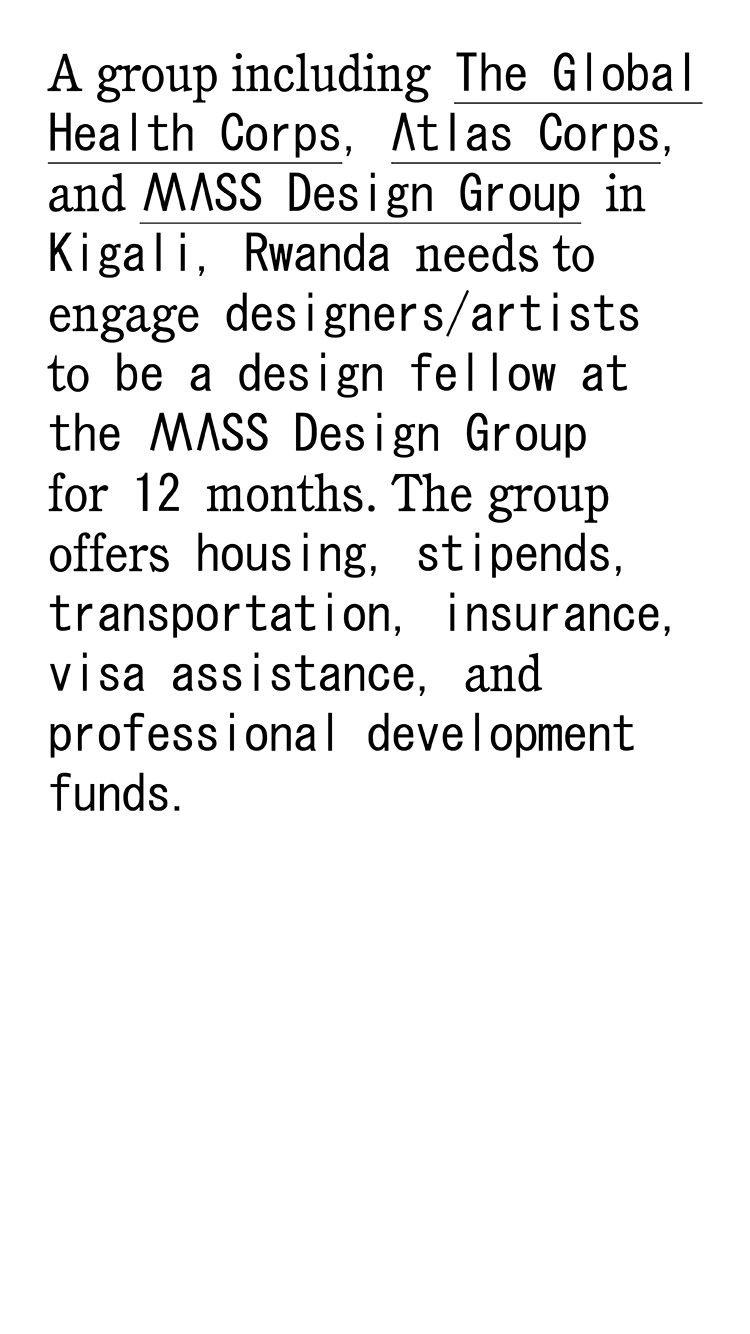 A group including The Global
Health Corps, Atlas Corps,
and MASS Design Group in
Kigali, Rwanda needs to
engage designers/artists
to be a design fellow at
the MASS Design Group
for 12 months. The group
offers housing, stipends,
transportation, insurance,
visa assistance, and
professional development
funds.